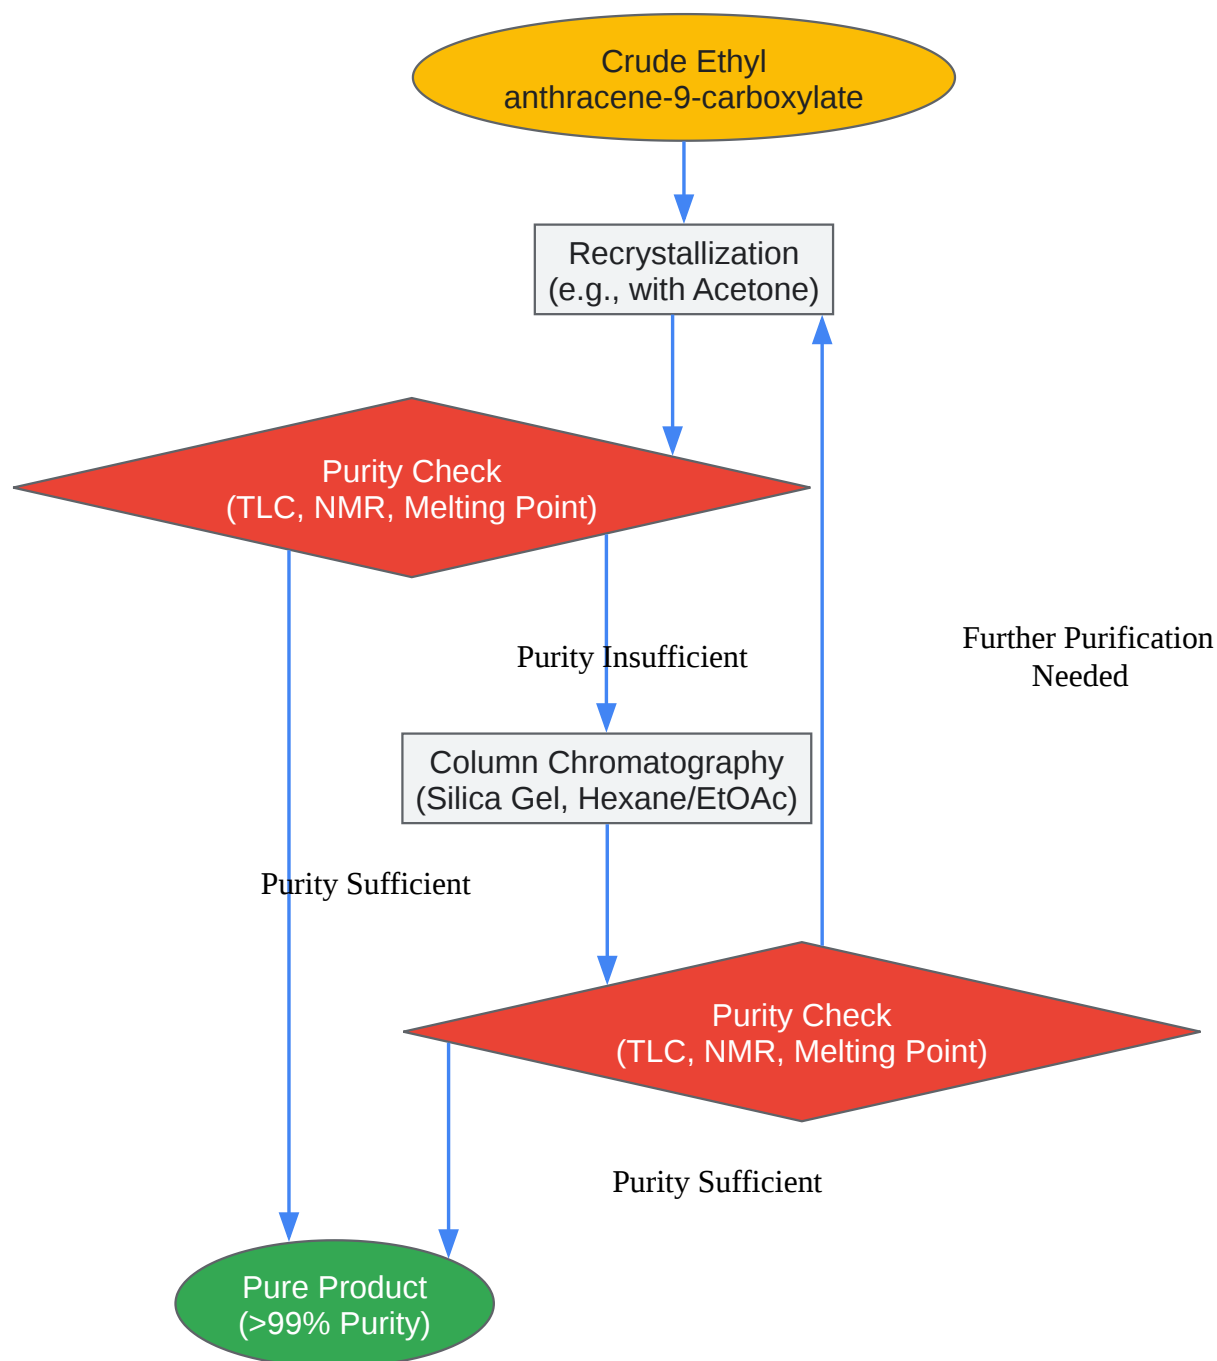 Crude Ethyl
anthracene-9-carboxylate
Recrystallization
(e.g., with Acetone)
Purity Check
(TLC, NMR, Melting Point)
Purity Insufficient
Further Purification
Needed
Column Chromatography
(Silica Gel, Hexane/EtOAc)
Purity Sufficient
Purity Check
(TLC, NMR, Melting Point)
Purity Sufficient
Pure Product
(>99% Purity)